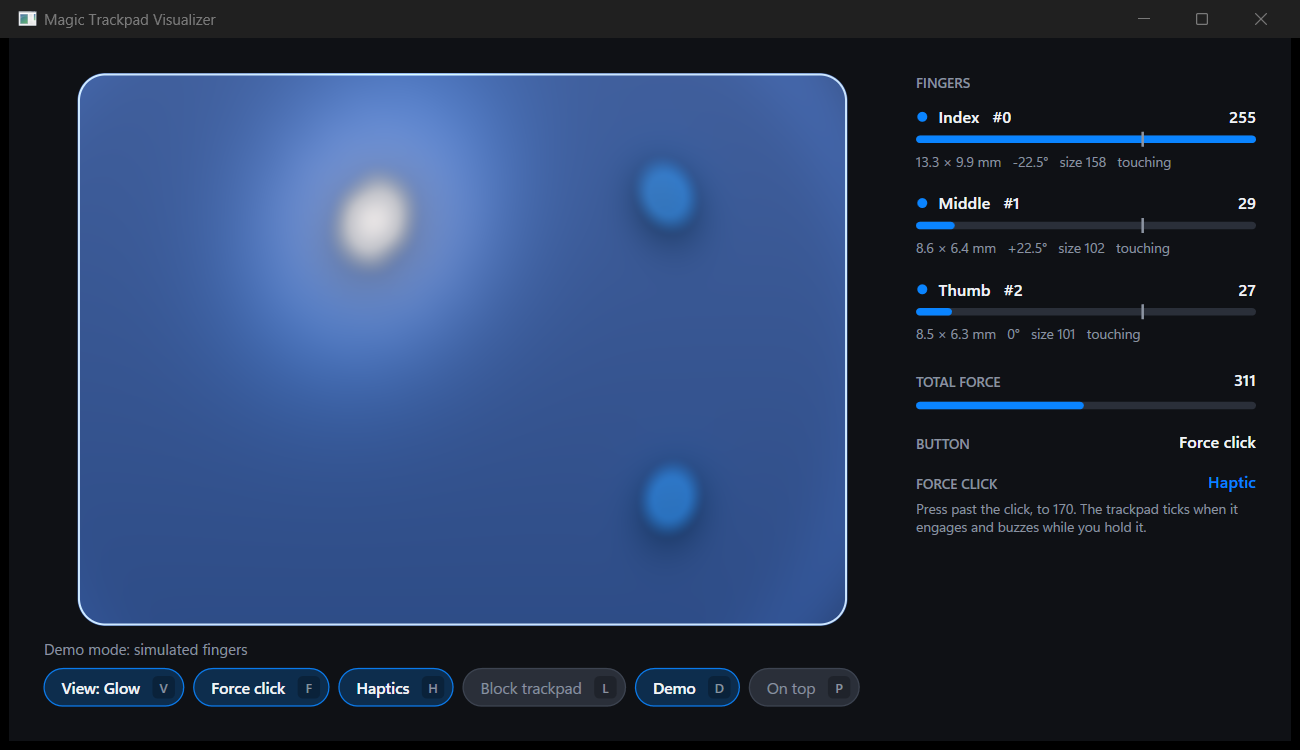 Magic Trackpad Visualizer
FINGERS
Index #0 255
13.3 × 9.9 mm -22.5° size 158 touching
Middle #1 29
8.6 × 6.4 mm +22.5° size 102 touching
Thumb #2 27
8.5 × 6.3 mm 0° size 101 touching
TOTAL FORCE 311
BUTTON Force click
FORCE CLICK Haptic
Press past the click, to 170. The trackpad ticks when it
engages and buzzes while you hold it.
Demo mode: simulated fingers
View: Glow V Force click F Haptics H Block trackpad L Demo D On top P